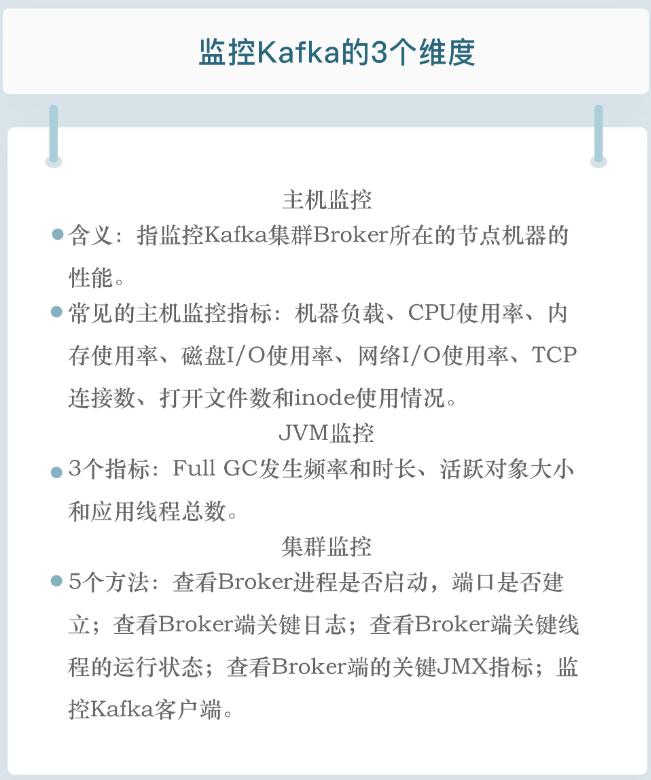 监控Kafka的3个维度
主机监控
含义：指监控Kafka集群Broker所在的节点机器的
性能。
常见的主机监控指标：机器负载、CPU使用率、内
存使用率、磁盘I/O使用率、网络I/O使用率、TCP
连接数、打开文件数和inode使用情况。
JVM监控
3个指标：Full GC发生频率和时长、活跃对象大小
和应用线程总数。
集群监控
5个方法：查看Broker进程是否启动，端口是否建
立；查看Broker端关键日志；查看Broker端关键线
程的运行状态；查看Broker端的关键JMX指标；监
控Kafka客户端。